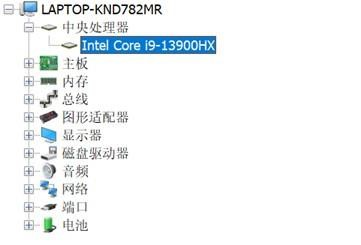 LAPTOP-KND782MR
中央处理器
Intel Core i9-13900HX
主板
内存
总线
图形适配器
显示器
磁盘驱动器
音频
网络
端口
电池